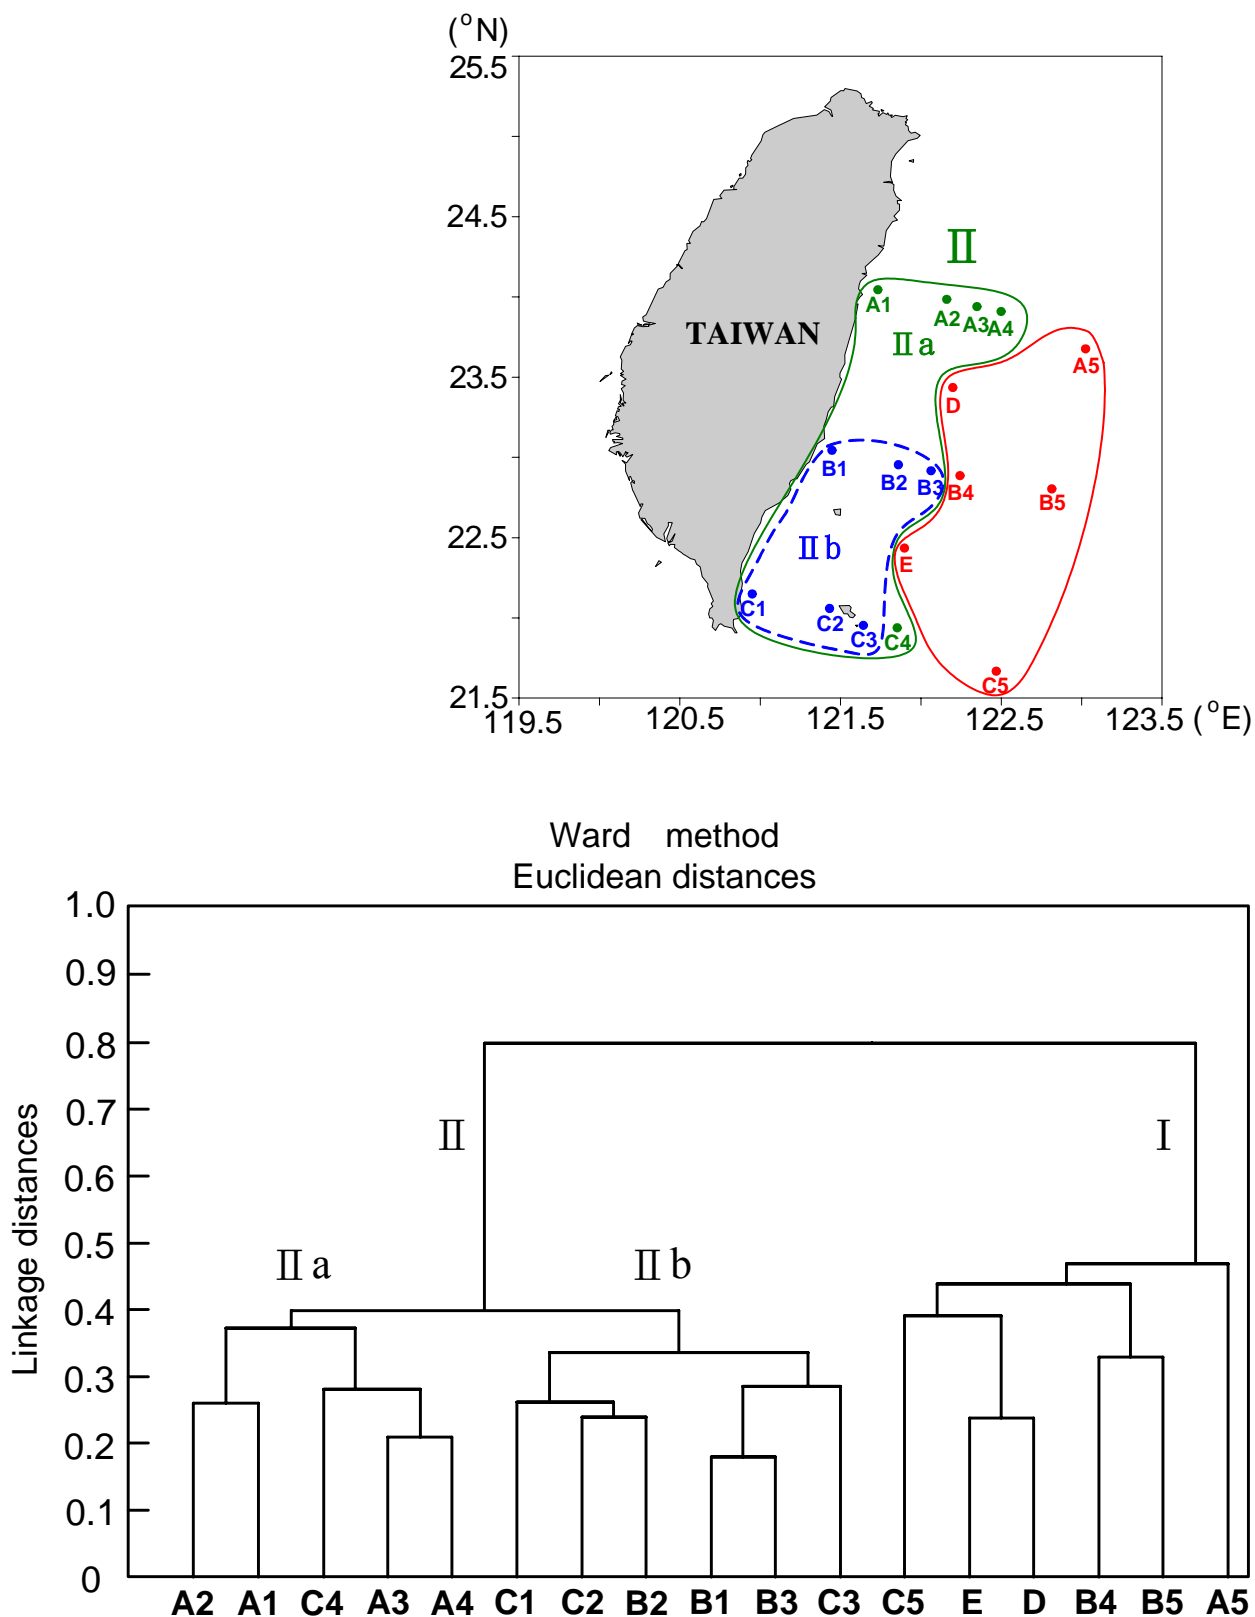 (°N)
25.5
24.5
23.5
22.5
21.5
119.5 120.5 121.5 122.5 123.5 (°E)
TAIWAN
Ⅱ
A1 A2 A3 A4
Ⅱa
A5
D
B1 B2 B3 B4 B5
Ⅱb
E
C1 C2 C3 C4
C5
Ward method
Euclidean distances
Linkage distances
1.0
0.9
0.8
0.7
0.6
0.5
0.4
0.3
0.2
0.1
0
Ⅱ Ⅰ
Ⅱa Ⅱb
A2 A1 C4 A3 A4 C1 C2 B2 B1 B3 C3 C5 E D B4 B5 A5